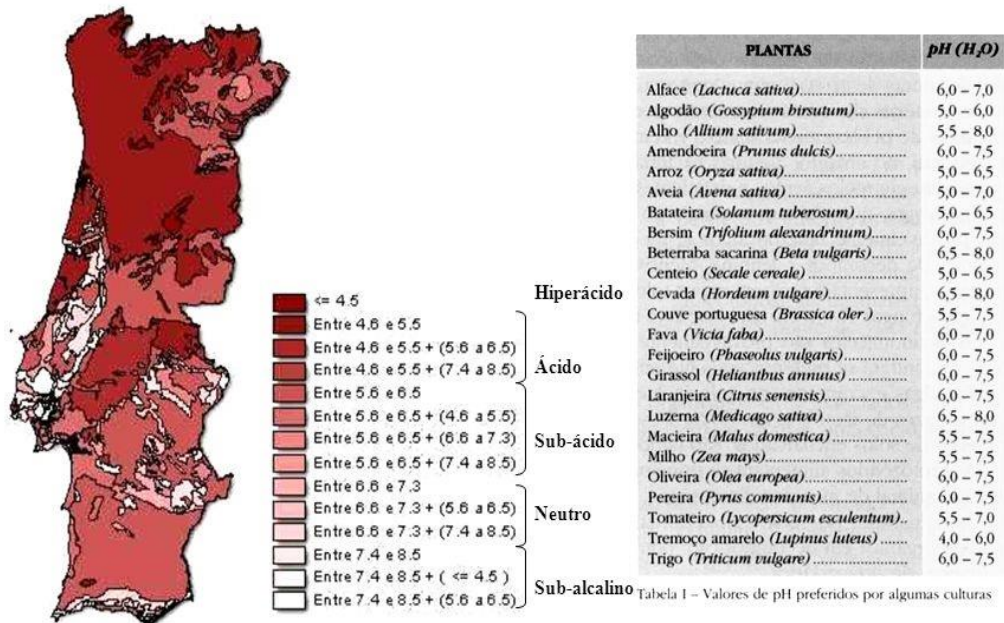 <= 4.5
Entre 4.6 e 5.5
Entre 4.6 e 5.5 + (5.6 a 6.5)
Entre 4.6 e 5.5 + (7.4 a 8.5)
Entre 5.6 e 6.5
Entre 5.6 e 6.5 + (4.6 a 5.5)
Entre 5.6 e 6.5 + (6.6 a 7.3)
Entre 5.6 e 6.5 + (7.4 a 8.5)
Entre 6.6 e 7.3
Entre 6.6 e 7.3 + (5.6 a 6.5)
Entre 6.6 e 7.3 + (7.4 a 8.5)
Entre 7.4 e 8.5
Entre 7.4 e 8.5 + ( <= 4.5 )
Entre 7.4 e 8.5 + (5.6 a 6.5)
Hiperácido
Ácido
Sub-ácido
Neutro
Sub-alcalino
PLANTAS pH (H₂O)
Alface (Lactuca sativa)............................ 6,0 – 7,0
Algodão (Gossypium birsutum)................ 5,0 – 6,0
Alho (Allium sativum)............................ 5,5 – 8,0
Amendoeira (Prunus dulcis).................... 6,0 – 7,5
Arroz (Oryza sativa)............................... 5,0 – 6,5
Aveia (Avena sativa)............................... 5,0 – 7,0
Batateira (Solanum tuberosum)............... 5,0 – 6,5
Bersim (Trifolium alexandrinum)............ 6,0 – 7,5
Beterraba sacarina (Beta vulgaris)........... 6,5 – 8,0
Centeio (Secale cereale).......................... 5,0 – 6,5
Cevada (Hordeum vulgare)..................... 6,5 – 8,0
Couve portuguesa (Brassica oler.)........... 5,5 – 7,5
Fava (Vicia faba)................................... 6,0 – 7,0
Feijoeiro (Phaseolus vulgaris)................. 6,0 – 7,5
Girassol (Helianthus annuus).................. 6,0 – 7,5
Laranjeira (Citrus sensnis)...................... 6,0 – 7,5
Luzerna (Medicago sativa)...................... 6,5 – 8,0
Macieira (Malus domestica)..................... 5,5 – 7,5
Milho (Zea mays)................................... 5,5 – 7,5
Oliveira (Olea europea).......................... 6,0 – 7,5
Pereira (Pyrus communis)....................... 6,0 – 7,5
Tomateiro (Lycopersicum esculentum).. 5,5 – 7,0
Tremoço amarelo (Lupinus luteus) ....... 4,0 – 6,0
Trigo (Triticum vulgare)......................... 6,0 – 7,5
Tabela 1 – Valores de pH preferidos por algumas culturas